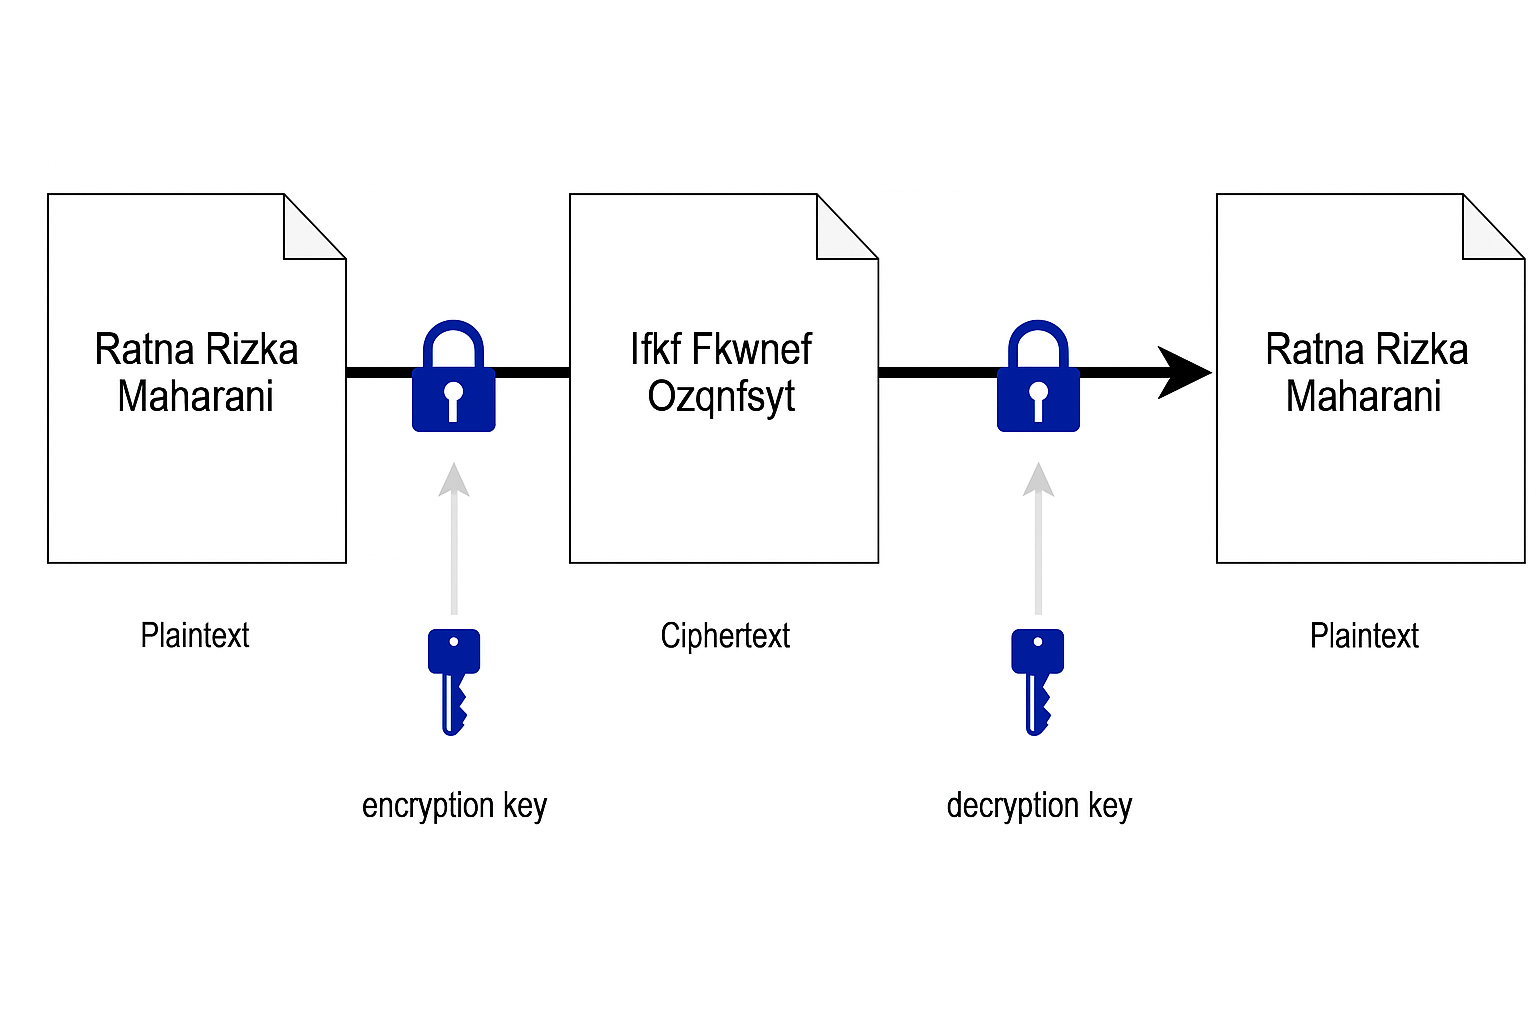 Ratna Rizka
Maharani
Ifkf Fkwnef
Ozqnfsyt
Ratna Rizka
Maharani
Plaintext
Ciphertext
Plaintext
encryption key
decryption key